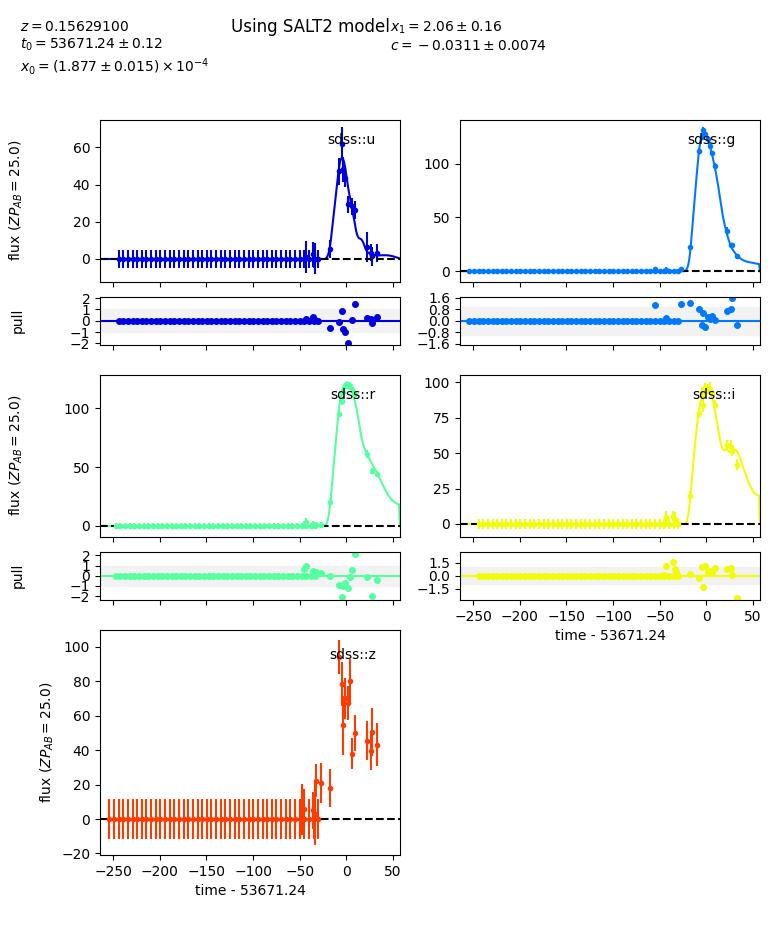 Using SALT2 model
z = 0.15629100
t0 = 53671.24 ± 0.12
x0 = (1.877 ± 0.015) × 10⁻⁴
x1 = 2.06 ± 0.16
c = −0.0311 ± 0.0074
flux (ZP_AB = 25.0)
60
40
20
0
sdss::u
100
50
0
sdss::g
pull
2
1
0
−1
−2
1.6
0.8
0.0
−0.8
−1.6
flux (ZP_AB = 25.0)
100
50
0
sdss::r
100
75
50
25
0
sdss::i
pull
2
1
0
−1
−2
1.5
0.0
−1.5
−250 −200 −150 −100 −50 0 50
time - 53671.24
flux (ZP_AB = 25.0)
100
80
60
40
20
0
−20
sdss::z
−250 −200 −150 −100 −50 0 50
time - 53671.24